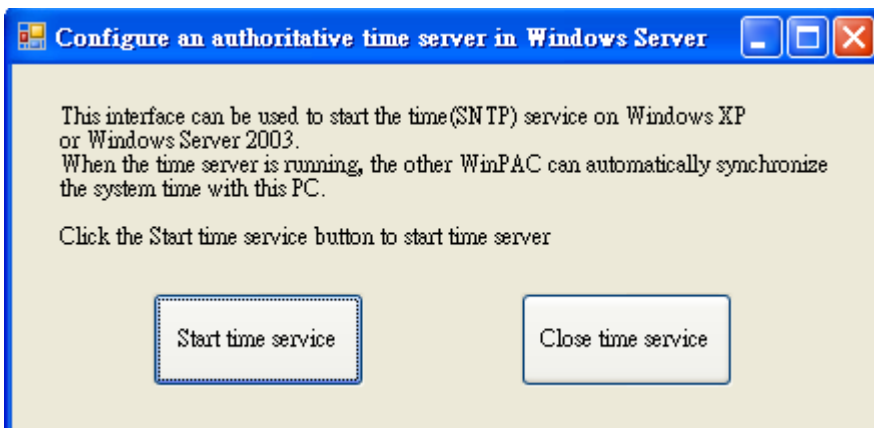 Configure an authoritative time server in Windows Server
This interface can be used to start the time(SNTP) service on Windows XP
or Windows Server 2003.
When the time server is running, the other WinPAC can automatically synchronize
the system time with this PC.
Click the Start time service button to start time server
Start time service
Close time service